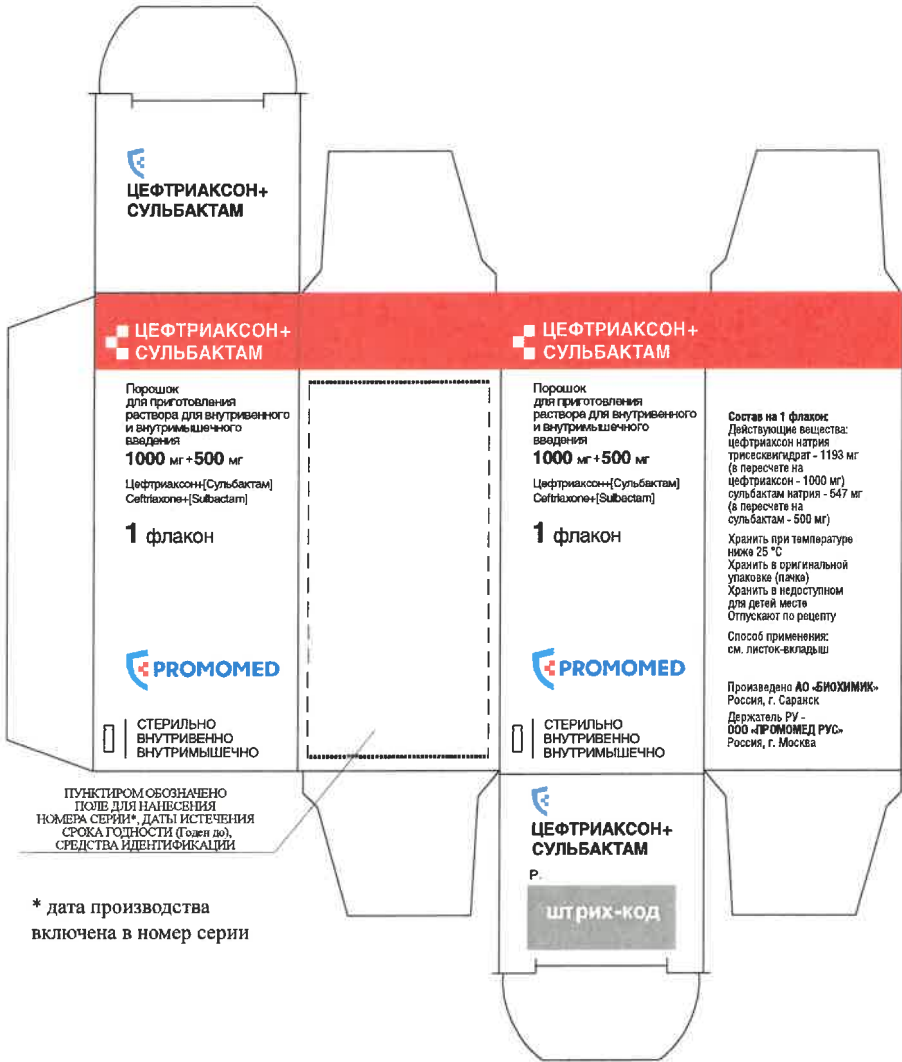 ЦЕФТРИАКСОН+
СУЛЬБАКТАМ
ЦЕФТРИАКСОН+
СУЛЬБАКТАМ
Порошок
для приготовления
раствора для внутривенного
и внутримышечного
введения
1000 мг+500 мг
Цефтриаксон+[Сульбактам]
Ceftriaxone+[Sulbactam]
1 флакон
PROMOMED
СТЕРИЛЬНО
ВНУТРИВЕННО
ВНУТРИМЫШЕЧНО
ПУНКТИРОМ ОБОЗНАЧЕНО
ПОЛЕ ДЛЯ НАНЕСЕНИЯ
НОМЕРА СЕРИИ*, ДАТЫ ИСТЕЧЕНИЯ
СРОКА ГОДНОСТИ (Годен до),
СРЕДСТВА ИДЕНТИФИКАЦИИ
* дата производства
включена в номер серии
ЦЕФТРИАКСОН+
СУЛЬБАКТАМ
Порошок
для приготовления
раствора для внутривенного
и внутримышечного
введения
1000 мг+500 мг
Цефтриаксон+[Сульбактам]
Ceftriaxone+[Sulbactam]
1 флакон
PROMOMED
СТЕРИЛЬНО
ВНУТРИВЕННО
ВНУТРИМЫШЕЧНО
ЦЕФТРИАКСОН+
СУЛЬБАКТАМ
Р.
штрих-код
Состав на 1 флакон:
Действующие вещества:
цефтриаксон натрия
трисесквигидрат - 1193 мг
(в пересчете на
цефтриаксон - 1000 мг)
сульбактам натрия - 547 мг
(в пересчете на
сульбактам - 500 мг)
Хранить при температуре
ниже 25 °С
Хранить в оригинальной
упаковке (пачке)
Хранить в недоступном
для детей месте
Отпускают по рецепту
Способ применения:
см. листок-вкладыш
Произведено АО «БИОХИМИК»
Россия, г. Саранск
Держатель РУ -
ООО «ПРОМОМЕД РУС»
Россия, г. Москва